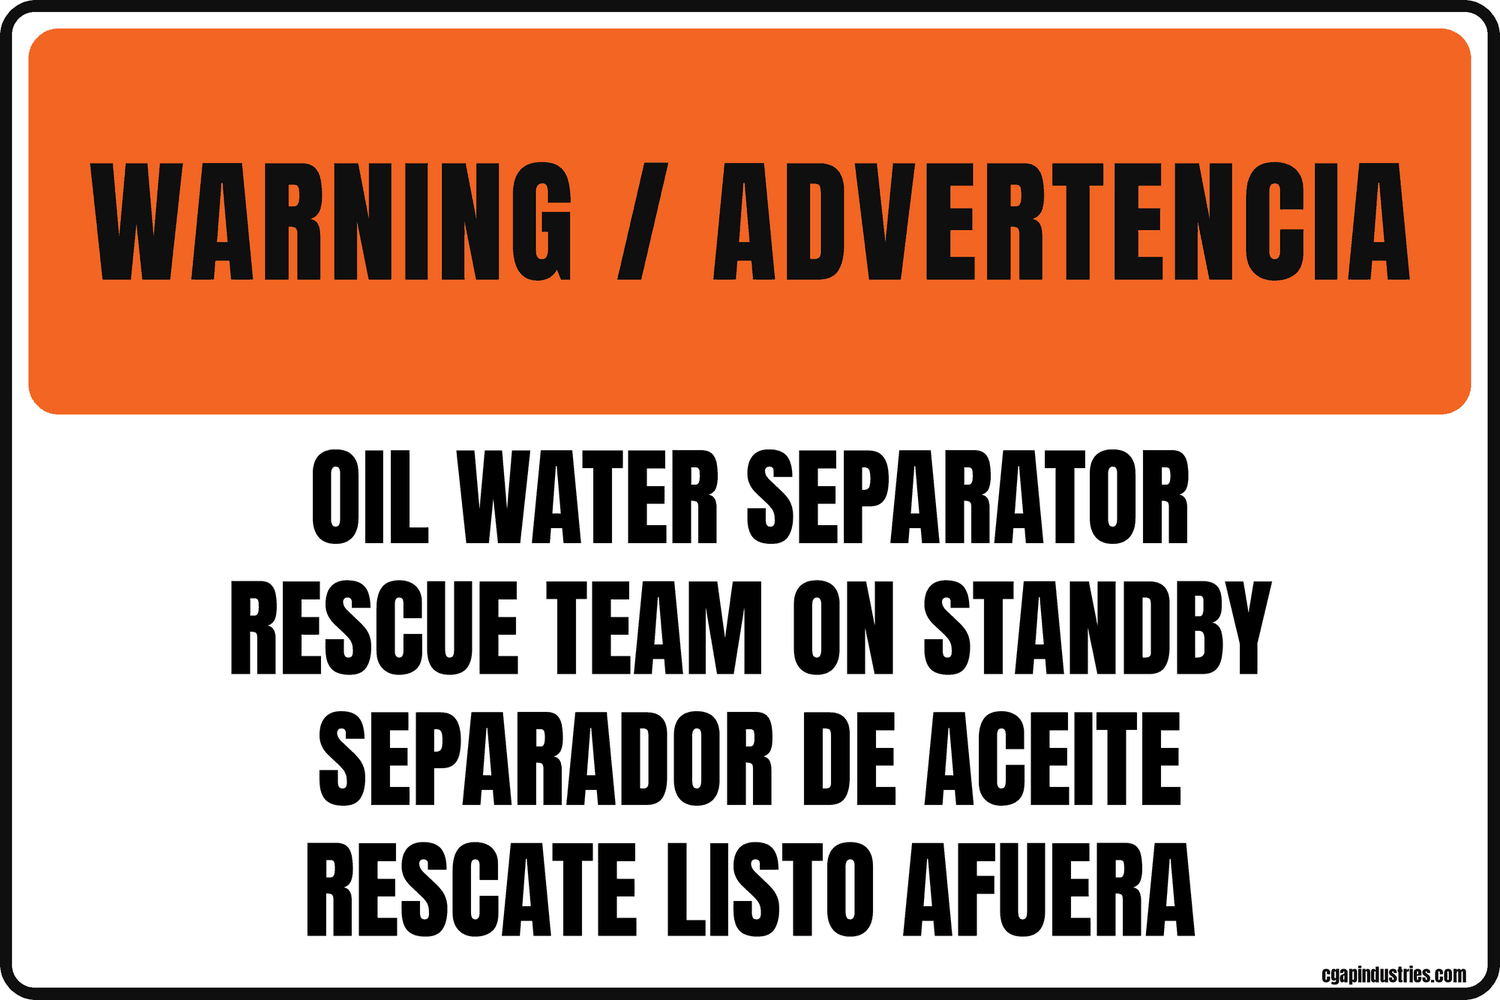 WARNING / ADVERTENCIA
OIL WATER SEPARATOR
RESCUE TEAM ON STANDBY
SEPARADOR DE ACEITE
RESCATE LISTO AFUERA
cgapindustries.com